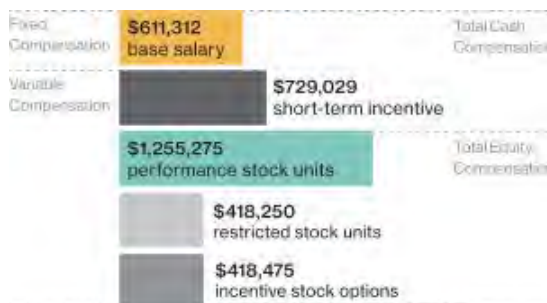 Fixed
Compensation
$611,312
base salary
Total Cash
Compensation
Variable
Compensation
$729,029
short-term incentive
$1,255,275
performance stock units
Total Equity
Compensation
$418,250
restricted stock units
$418,475
incentive stock options